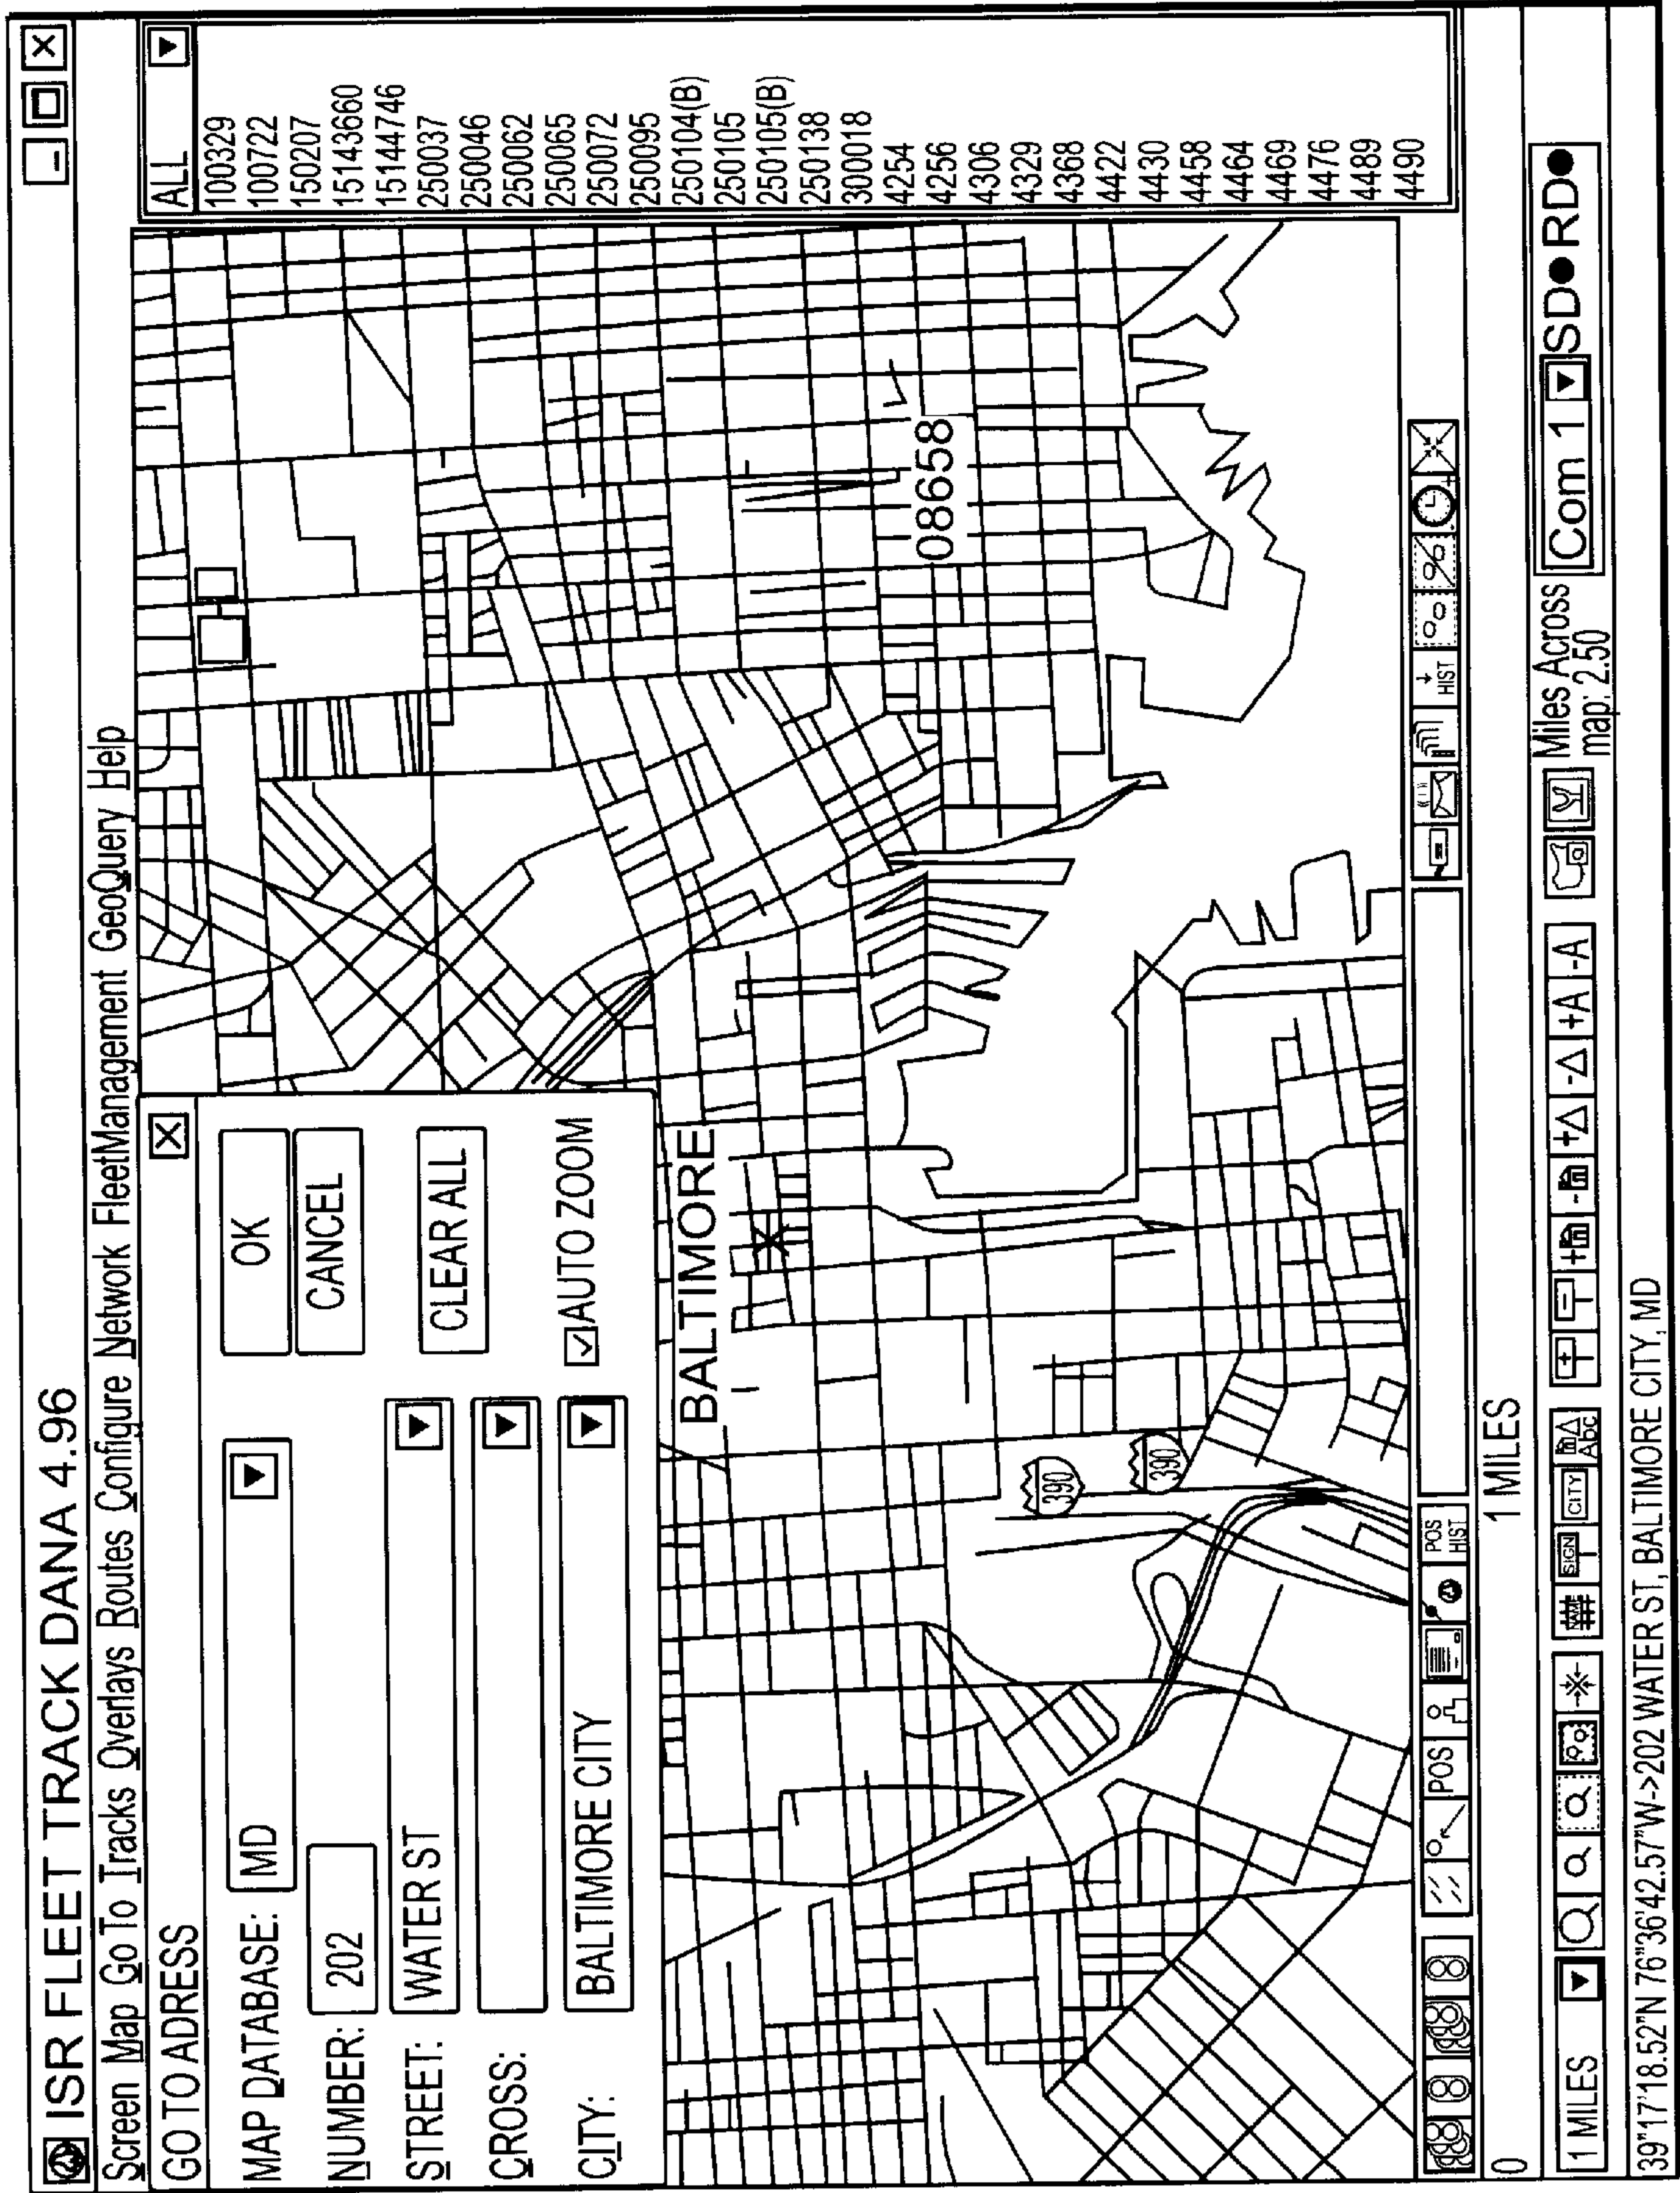 ISR FLEET TRACK DANA 4.96
Screen Map Go To Tracks Overlays Routes Configure Network FleetManagement GeoQuery Help
GO TO ADRESS
MAP DATABASE: MD
OK
NUMBER: 202
CANCEL
STREET: WATER ST
CLEAR ALL
CROSS:
CITY: BALTIMORE CITY
AUTO ZOOM
ALL
100329
100722
150207
15143660
15144746
250037
250046
250062
250065
250072
250095
250104(B)
250105
250105(B)
250138
300018
4254
4256
4306
4329
4368
4422
4430
4458
4464
4469
4476
4489
4490
BALTIMORE
08658
390
390
POS
POS HIST
HIST
0 1 MILES
1 MILES
SIGN
CITY
Abc
+A
-A
Miles Across
map: 2.50
Com 1
SD
RD
39"17'18.52"N 76"36'42.57"W->202 WATER ST, BALTIMORE CITY, MD